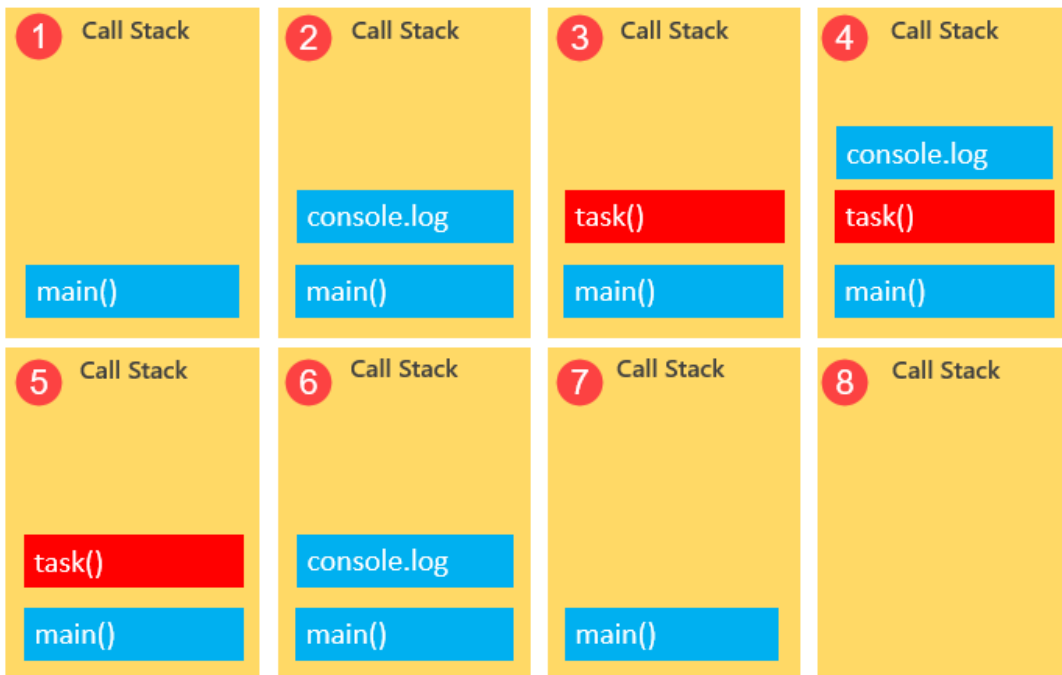 1 Call Stack
main()
2 Call Stack
console.log
main()
3 Call Stack
task()
main()
4 Call Stack
console.log
task()
main()
5 Call Stack
task()
main()
6 Call Stack
console.log
main()
7 Call Stack
main()
8 Call Stack